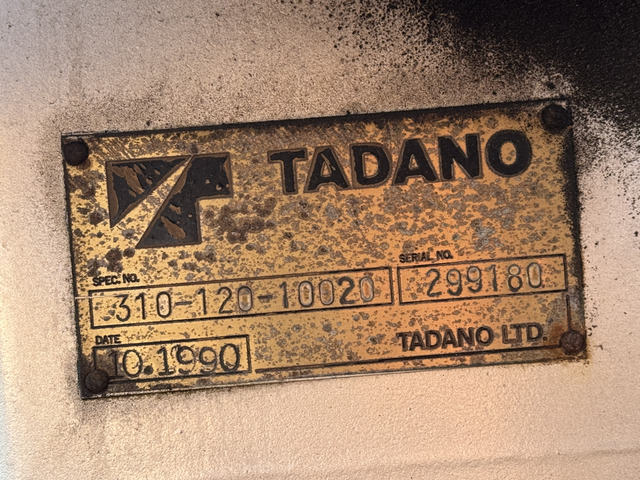 TADANO
SPEC. NO.
310-120-10020
SERIAL NO.
299180
DATE
10.1990
TADANO LTD.